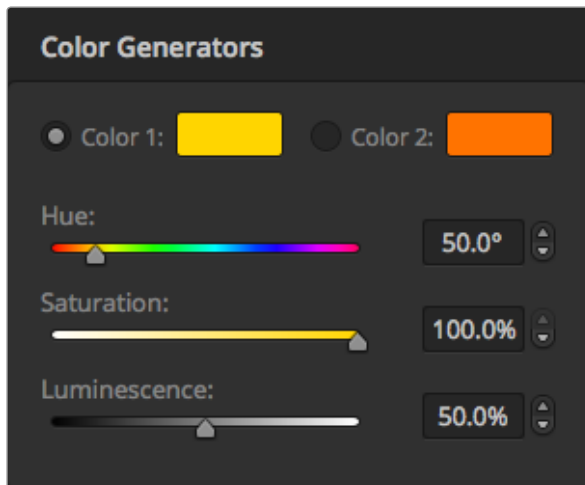 Color Generators
Color 1: Color 2:
Hue:
50.0°
Saturation:
100.0%
Luminescence:
50.0%